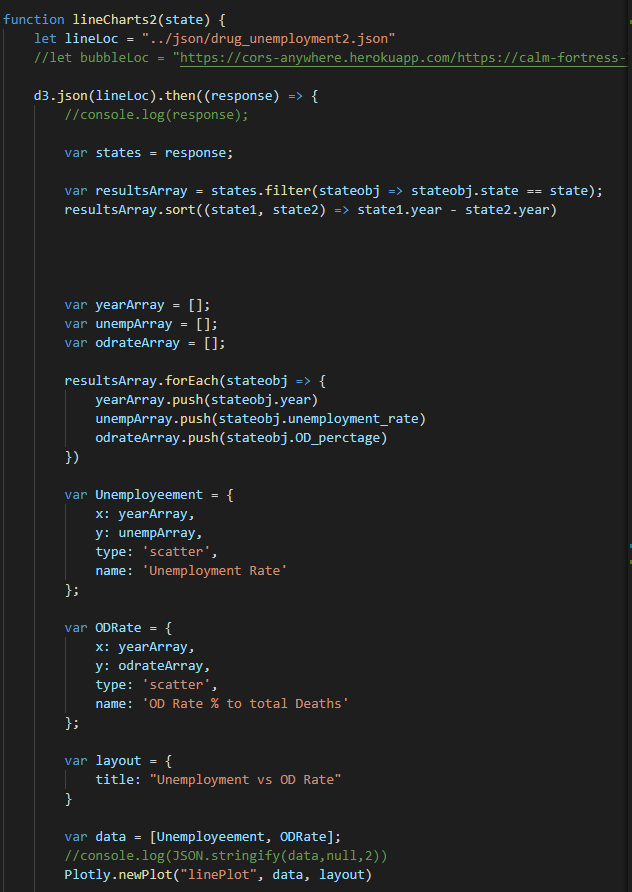 function lineCharts2(state) {
    let lineLoc = "../json/drug_unemployment2.json"
    //let bubbleLoc = "https://cors-anywhere.herokuapp.com/https://calm-fortress-
    d3.json(lineLoc).then((response) => {
        //console.log(response);
        var states = response;
        var resultsArray = states.filter(stateobj => stateobj.state == state);
        resultsArray.sort((state1, state2) => state1.year - state2.year)
        var yearArray = [];
        var unempArray = [];
        var odrateArray = [];
        resultsArray.forEach(stateobj => {
            yearArray.push(stateobj.year)
            unempArray.push(stateobj.unemployment_rate)
            odrateArray.push(stateobj.OD_perctage)
        })
        var Unemployeement = {
            x: yearArray,
            y: unempArray,
            type: 'scatter',
            name: 'Unemployment Rate'
        };
        var ODRate = {
            x: yearArray,
            y: odrateArray,
            type: 'scatter',
            name: 'OD Rate % to total Deaths'
        };
        var layout = {
            title: "Unemployment vs OD Rate"
        }
        var data = [Unemployeement, ODRate];
        //console.log(JSON.stringify(data,null,2))
        Plotly.newPlot("linePlot", data, layout)